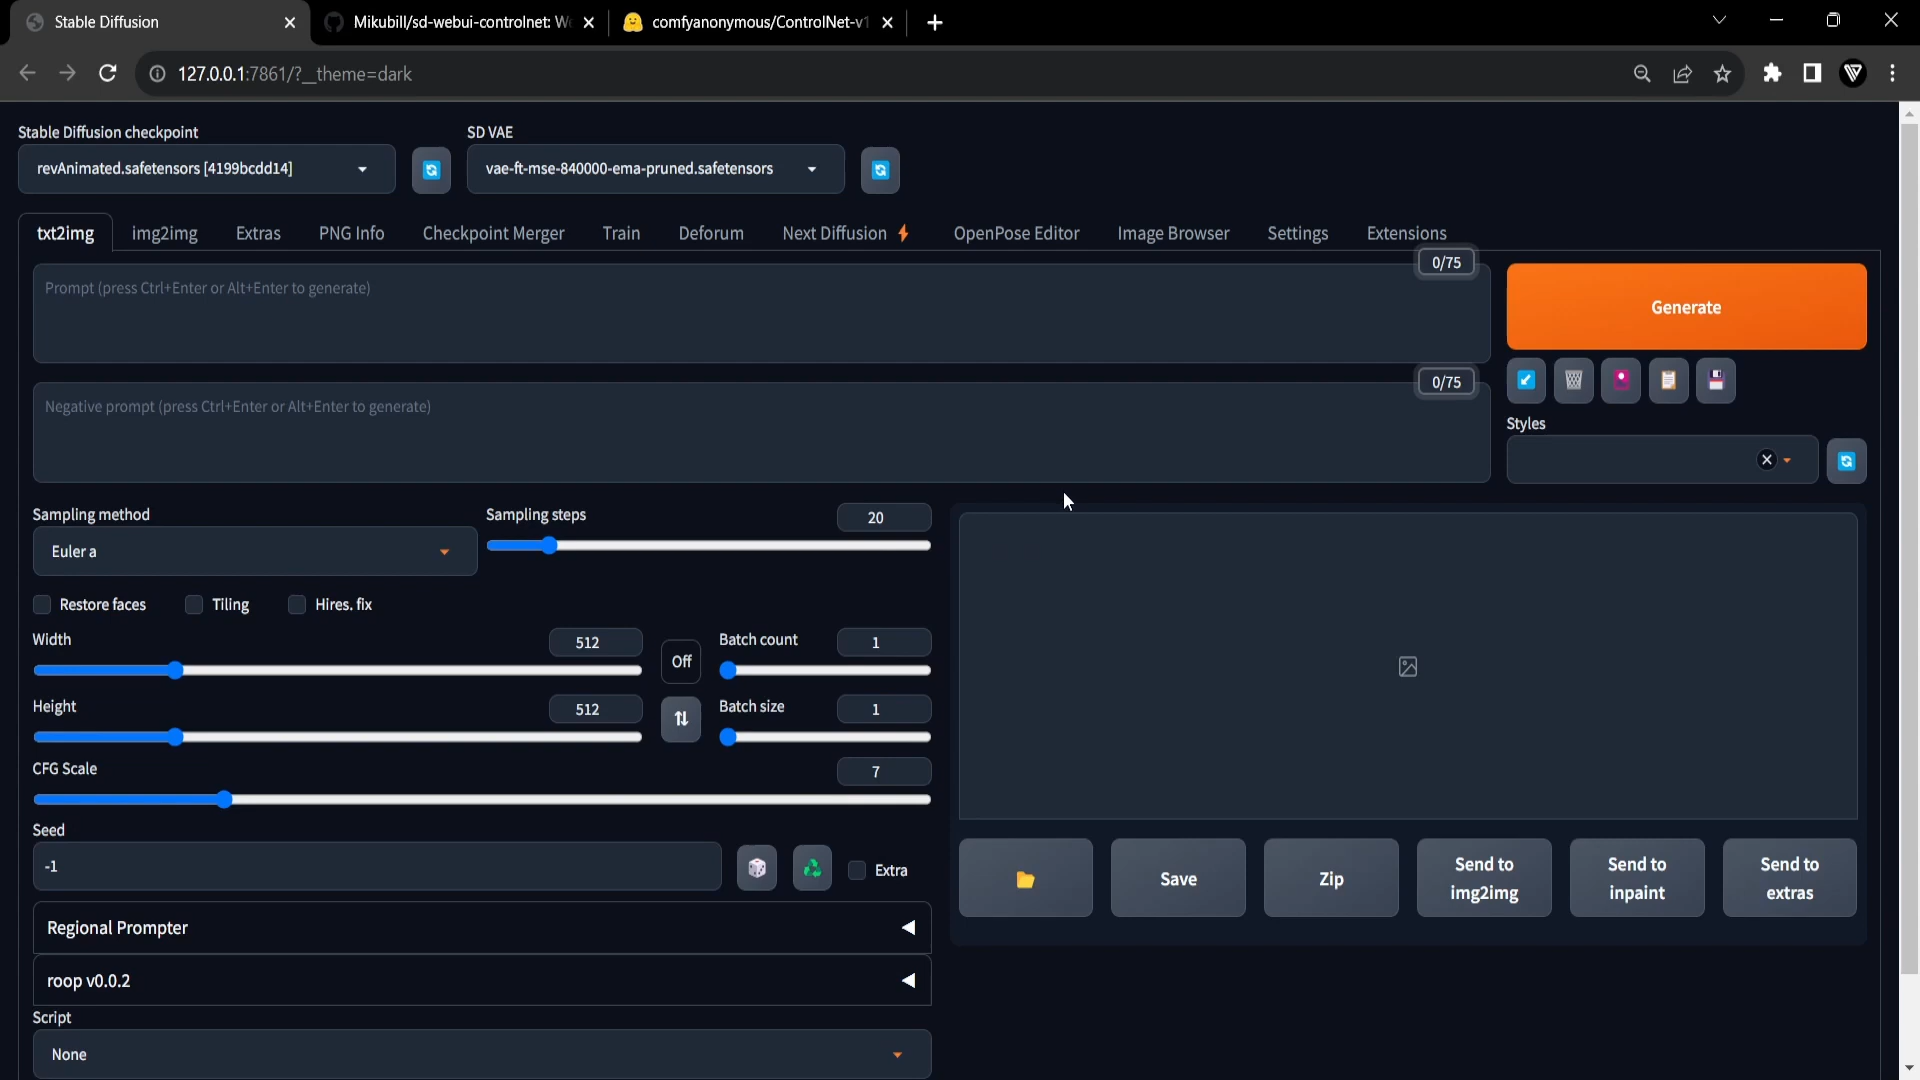 Stable Diffusion
Mikubill/sd-webui-controlnet: W
comfyanonymous/ControlNet-v1
127.0.0.1:7861/?__theme=dark
Stable Diffusion checkpoint
SD VAE
revAnimated.safetensors [4199bcdd14]
vae-ft-mse-840000-ema-pruned.safetensors
txt2img
img2img
Extras
PNG Info
Checkpoint Merger
Train
Deforum
Next Diffusion
OpenPose Editor
Image Browser
Settings
Extensions
0/75
Prompt (press Ctrl+Enter or Alt+Enter to generate)
Generate
0/75
Negative prompt (press Ctrl+Enter or Alt+Enter to generate)
Styles
Sampling method
Euler a
Sampling steps
20
Restore faces
Tiling
Hires. fix
Width
512
Off
Batch count
1
Height
512
Batch size
1
CFG Scale
7
Seed
-1
Extra
Save
Zip
Send to
img2img
Send to
inpaint
Send to
extras
Regional Prompter
roop v0.0.2
Script
None